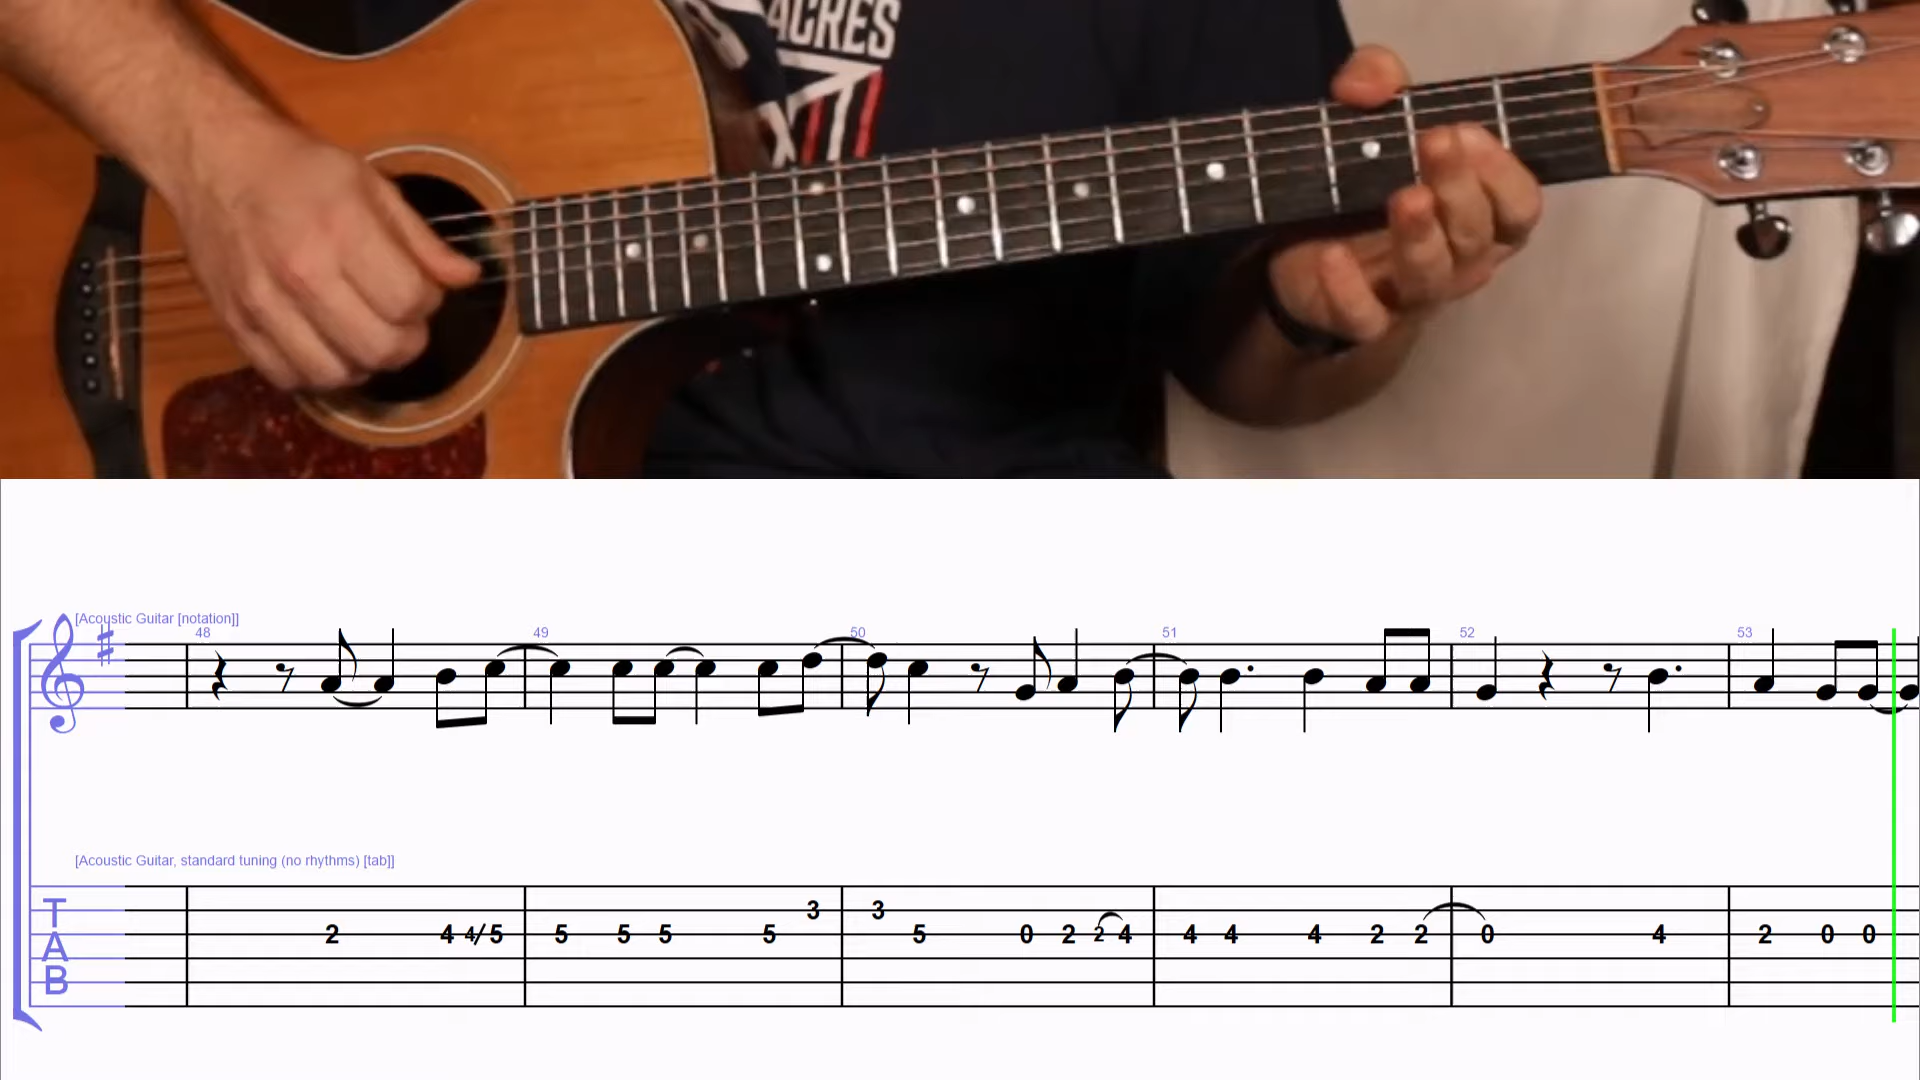 ACRES
[Acoustic Guitar [notation]]
48 49 50 51 52 53
[Acoustic Guitar, standard tuning (no rhythms) [tab]]
T
A
B
3 3
2 4 4/5 5 5 5 5 5 0 2 2 4 4 4 4 2 2 0 4 2 0 0